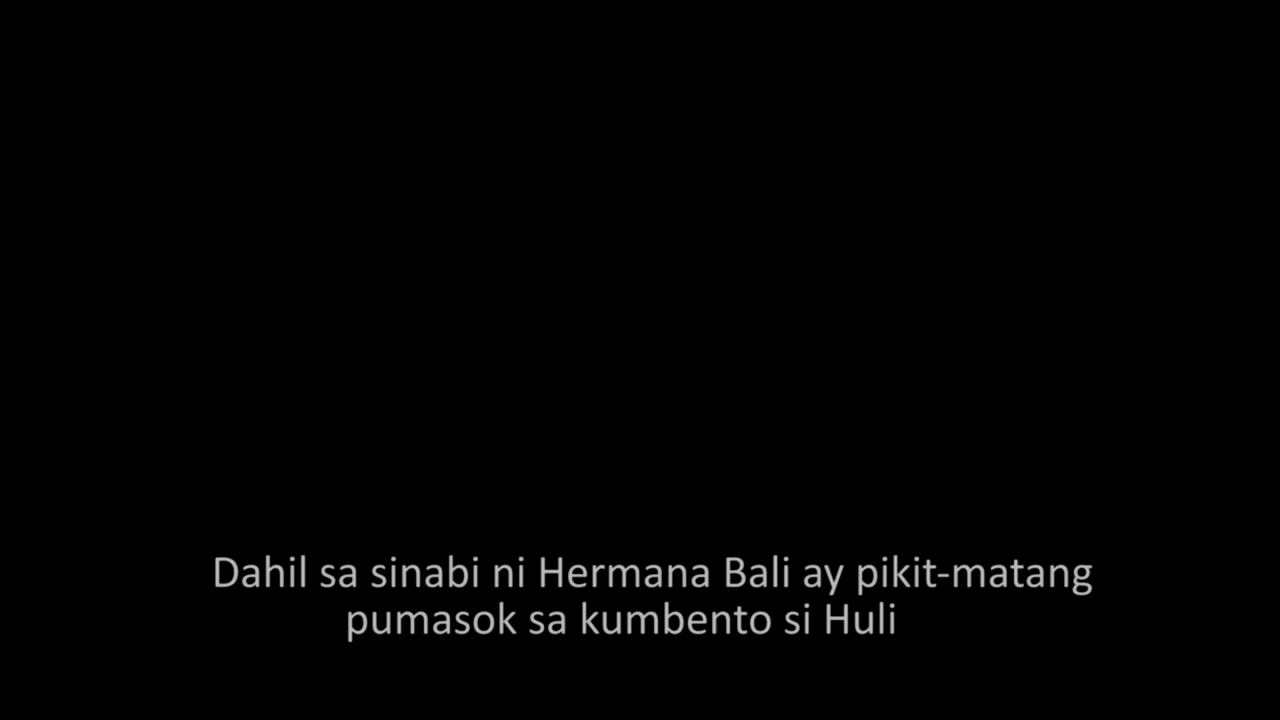 Dahil sa sinabi ni Hermana Bali ay pikit-matang
pumasok sa kumbento si Huli